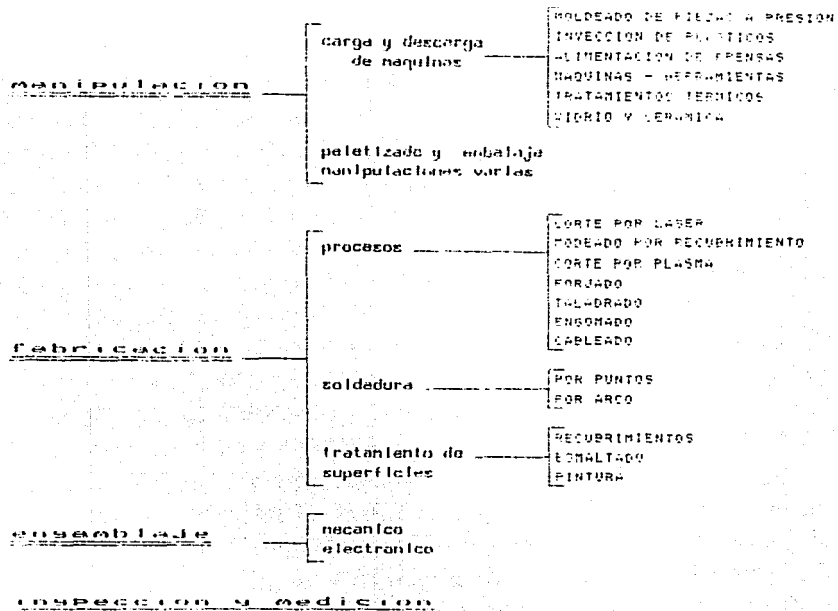 manipulacion
carga y descarga
de maquinas
MOLDEADO DE PIEZAS A PRESION
INYECCION DE PLASTICOS
ALIMENTACION DE PRENSAS
MAQUINAS - HERRAMIENTAS
TRATAMIENTOS TERMICOS
VIDRIO Y CERAMICA
peletizado y embalaje
manipulaciones varias
fabricacion
procesos
CORTE POR LASER
MODEADO POR RECUBRIMIENTO
CORTE POR PLASMA
FORJADO
TALADRADO
ENGOMADO
CABLEADO
soldadura
POR PUNTOS
POR ARCO
tratamiento de
superficies
RECUBRIMIENTOS
ESMALTADO
PINTURA
ensamblaje
mecanico
electronico
inspeccion y medicion